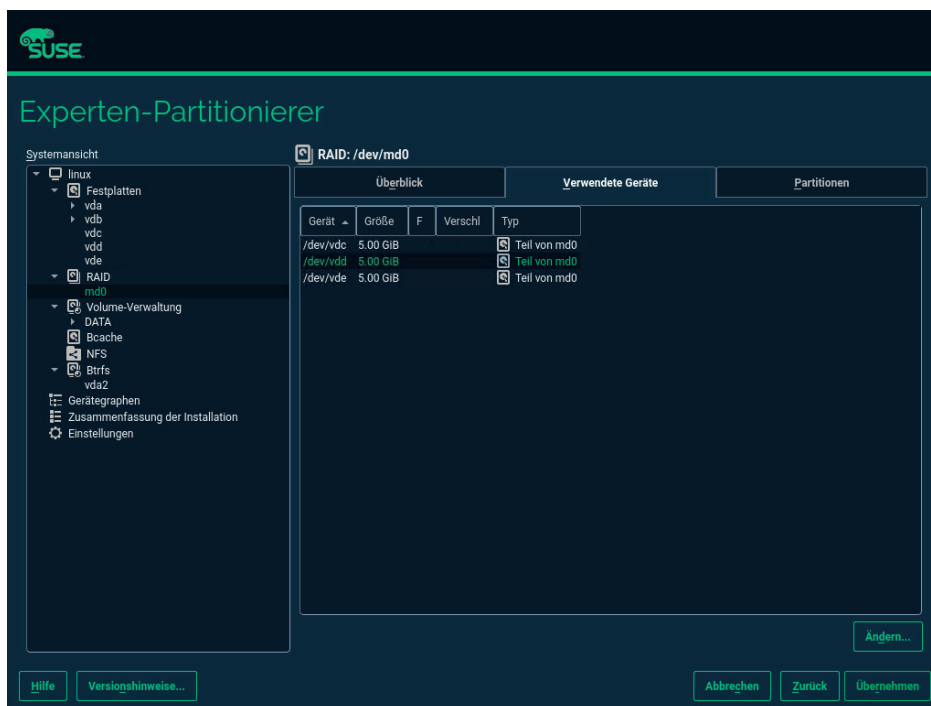 SUSE
Experten-Partitionierer
Systemansicht
linux
Festplatten
vda
vdb
vdc
vdd
vde
RAID
md0
Volume-Verwaltung
DATA
Bcache
NFS
Btrfs
vda2
Gerätegraphen
Zusammenfassung der Installation
Einstellungen
RAID: /dev/md0
Überblick Verwendete Geräte Partitionen
Gerät Größe F Verschl Typ
/dev/vdc 5.00 GiB Teil von md0
/dev/vdd 5.00 GiB Teil von md0
/dev/vde 5.00 GiB Teil von md0
Ändern...
Hilfe Versionshinweise... Abbrechen Zurück Übernehmen